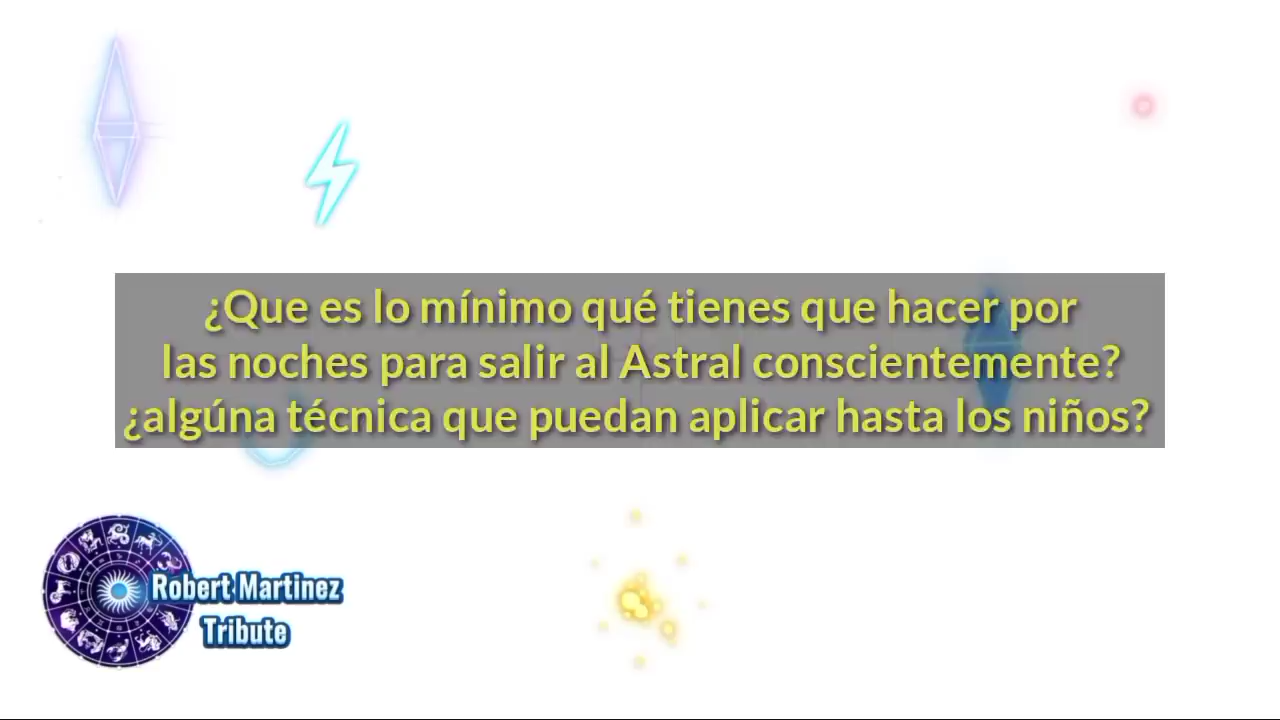 ¿Que es lo mínimo qué tienes que hacer por
las noches para salir al Astral conscientemente?
¿algúna técnica que puedan aplicar hasta los niños?
Robert Martinez
Tribute